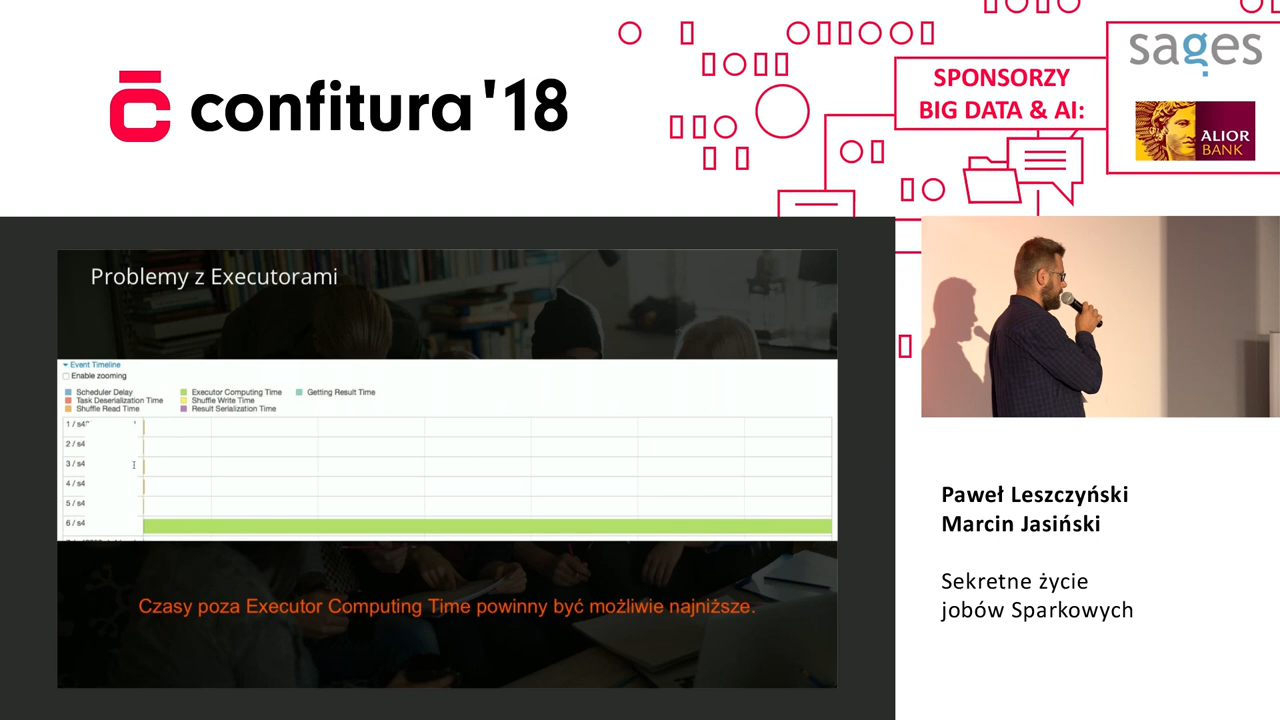 confitura '18
SPONSORZY
BIG DATA & AI:
sages
ALIOR
BANK
Problemy z Executorami
Event Timeline
Enable zooming
Scheduler Delay
Executor Computing Time
Getting Result Time
Task Deserialization Time
Shuffle Write Time
Shuffle Read Time
Result Serialization Time
1 / s4
2 / s4
3 / s4
4 / s4
5 / s4
6 / s4
Czasy poza Executor Computing Time powinny być możliwie najniższe.
Paweł Leszczyński
Marcin Jasiński
Sekretne życie
jobów Sparkowych